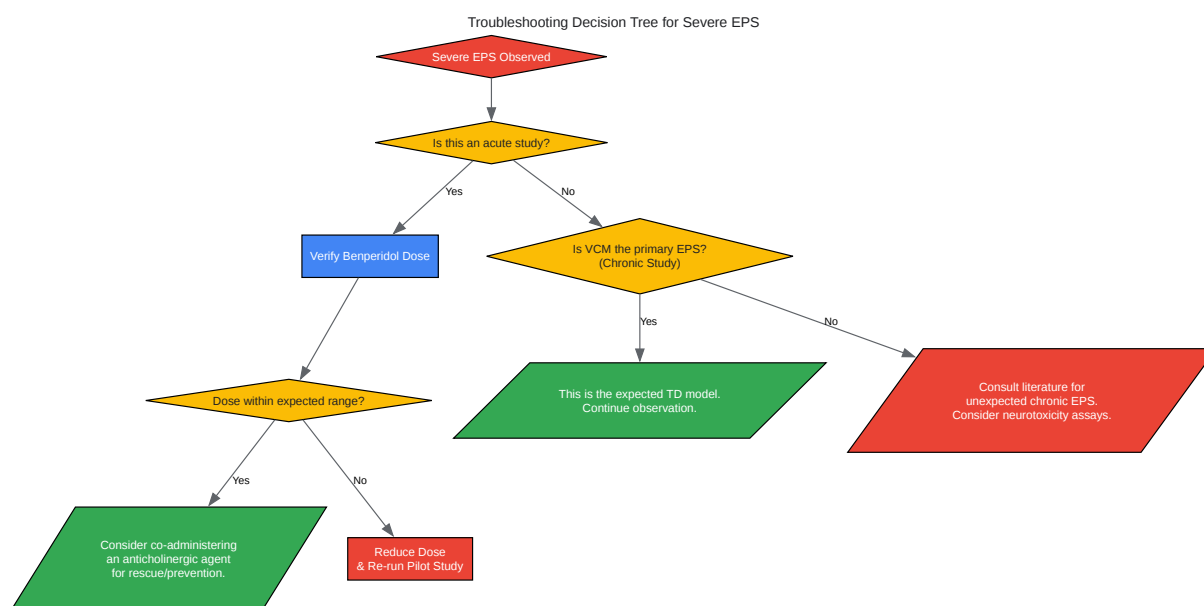 Troubleshooting Decision Tree for Severe EPS
Severe EPS Observed
Is this an acute study?
Yes
No
Verify Benperidol Dose
Is VCM the primary EPS?
(Chronic Study)
Yes
No
This is the expected TD model.
Continue observation.
Consult literature for
unexpected chronic EPS.
Consider neurotoxicity assays.
Dose within expected range?
Yes
No
Consider co-administering
an anticholinergic agent
for rescue/prevention.
Reduce Dose
& Re-run Pilot Study